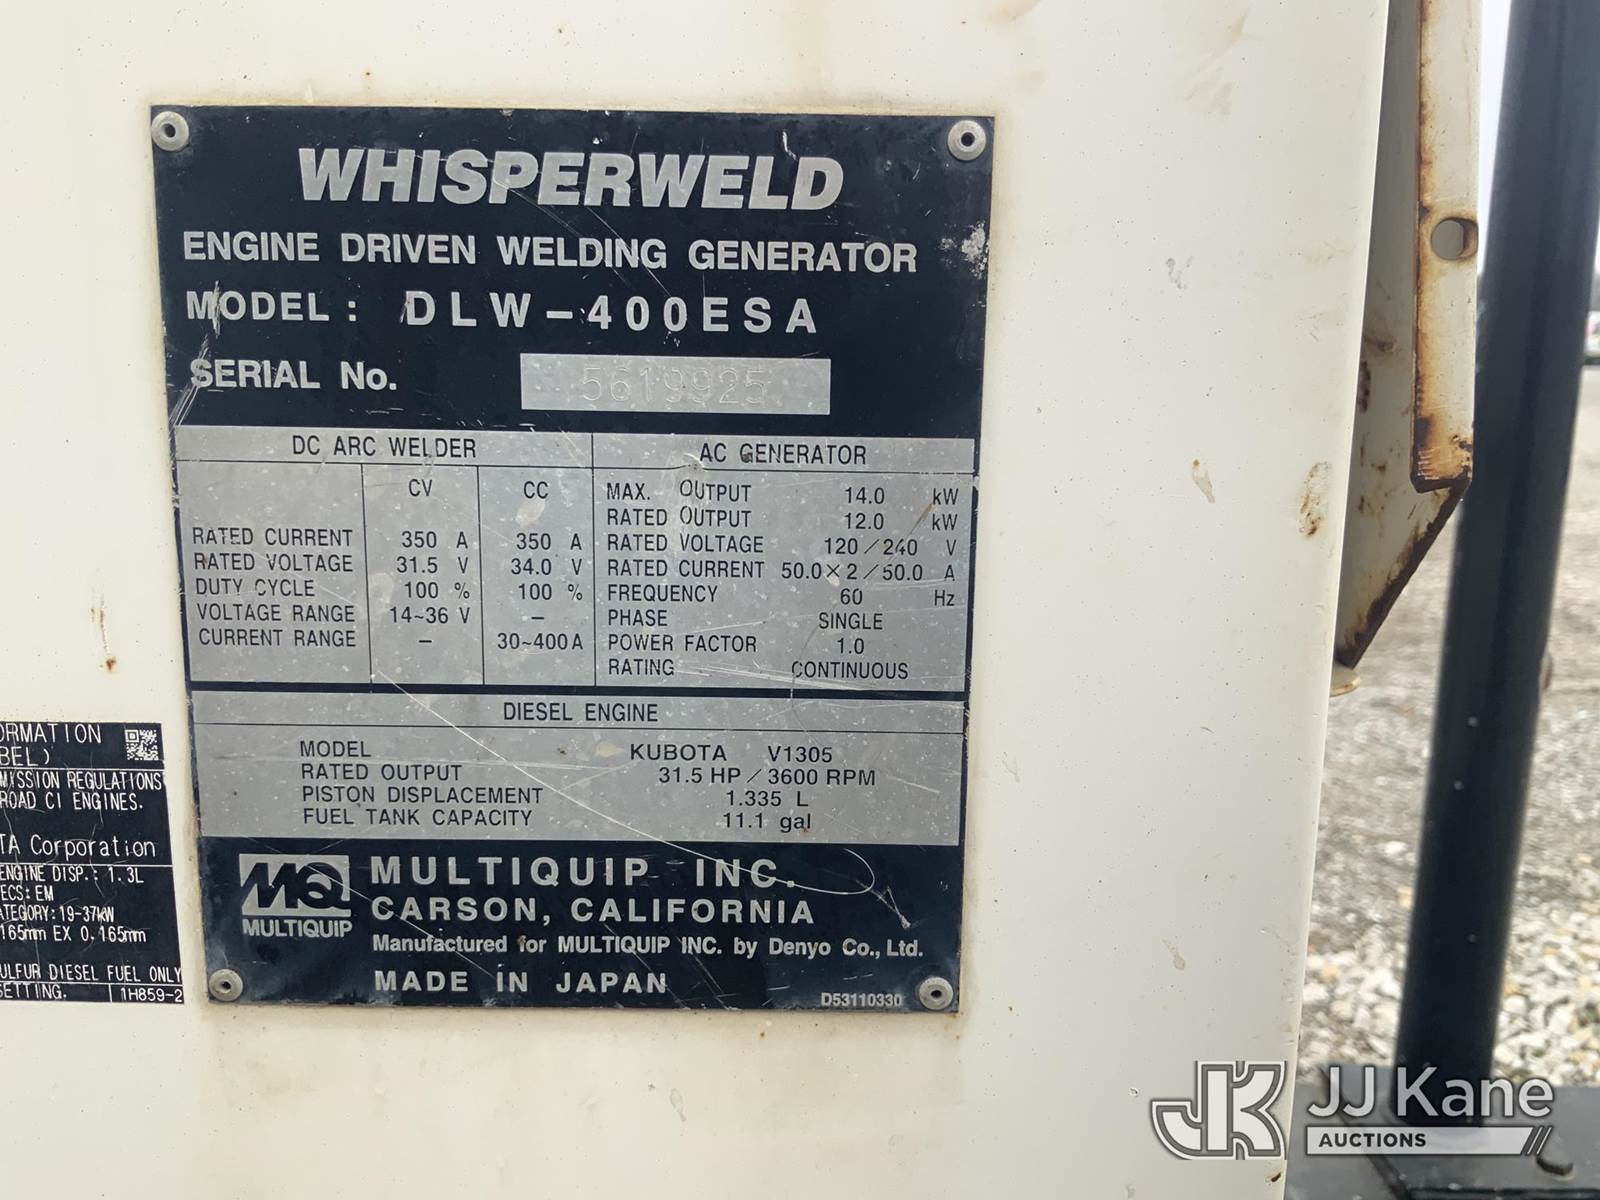 WHISPERWELD
ENGINE DRIVEN WELDING GENERATOR
MODEL: DLW-400ESA
SERIAL No. 5619925
DC ARC WELDER
CV CC
RATED CURRENT 350 A 350 A
RATED VOLTAGE 31.5 V 34.0 V
DUTY CYCLE 100 % 100 %
VOLTAGE RANGE 14~36 V –
CURRENT RANGE – 30~400 A
AC GENERATOR
MAX. OUTPUT 14.0 kW
RATED OUTPUT 12.0 kW
RATED VOLTAGE 120/240 V
RATED CURRENT 50.0×2/50.0 A
FREQUENCY 60 Hz
PHASE SINGLE
POWER FACTOR 1.0
RATING CONTINUOUS
DIESEL ENGINE
MODEL KUBOTA V1305
RATED OUTPUT 31.5 HP/3600 RPM
PISTON DISPLACEMENT 1.335 L
FUEL TANK CAPACITY 11.1 gal
MQ MULTIQUIP
MULTIQUIP INC.
CARSON, CALIFORNIA
Manufactured for MULTIQUIP INC. by Denyo Co., Ltd.
MADE IN JAPAN
D53110330
ORMATION
BEL)
MISSION REGULATIONS
ROAD CI ENGINES.
TA Corporation
ENGINE DISP.: 1.3L
ECS: EM
ATEGORY: 19-37kW
165mm EX 0.165mm
ULFUR DIESEL FUEL ONLY
SETTING. 1H859-2
JK JJ Kane
AUCTIONS